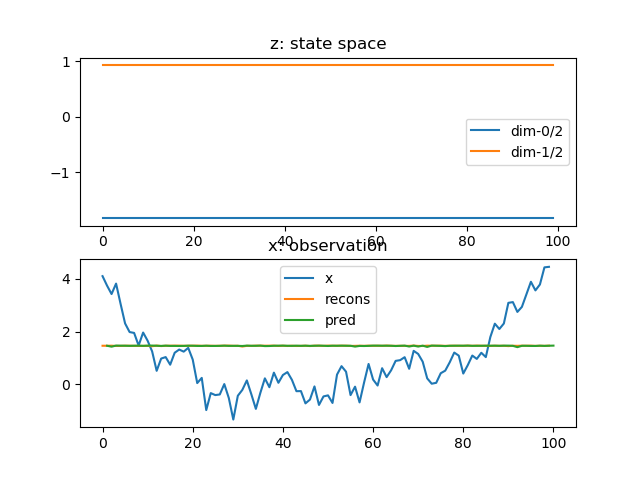 z: state space
1
0
−1
dim-0/2
dim-1/2
0 20 40 60 80 100
x: observation
4
2
0
x
recons
pred
0 20 40 60 80 100